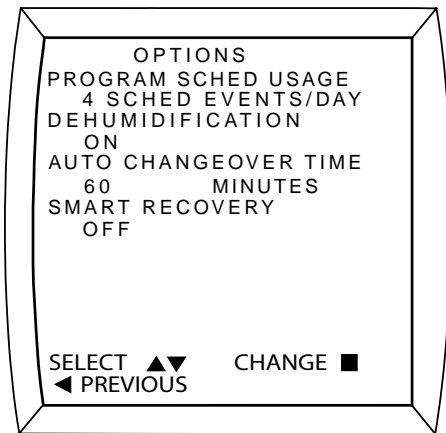 OPTIONS
PROGRAM SCHED USAGE
4 SCHED EVENTS/DAY
DEHUMIDIFICATION
ON
AUTO CHANGEOVER TIME
60 MINUTES
SMART RECOVERY
OFF
SELECT ▲▼ CHANGE ■
◀ PREVIOUS